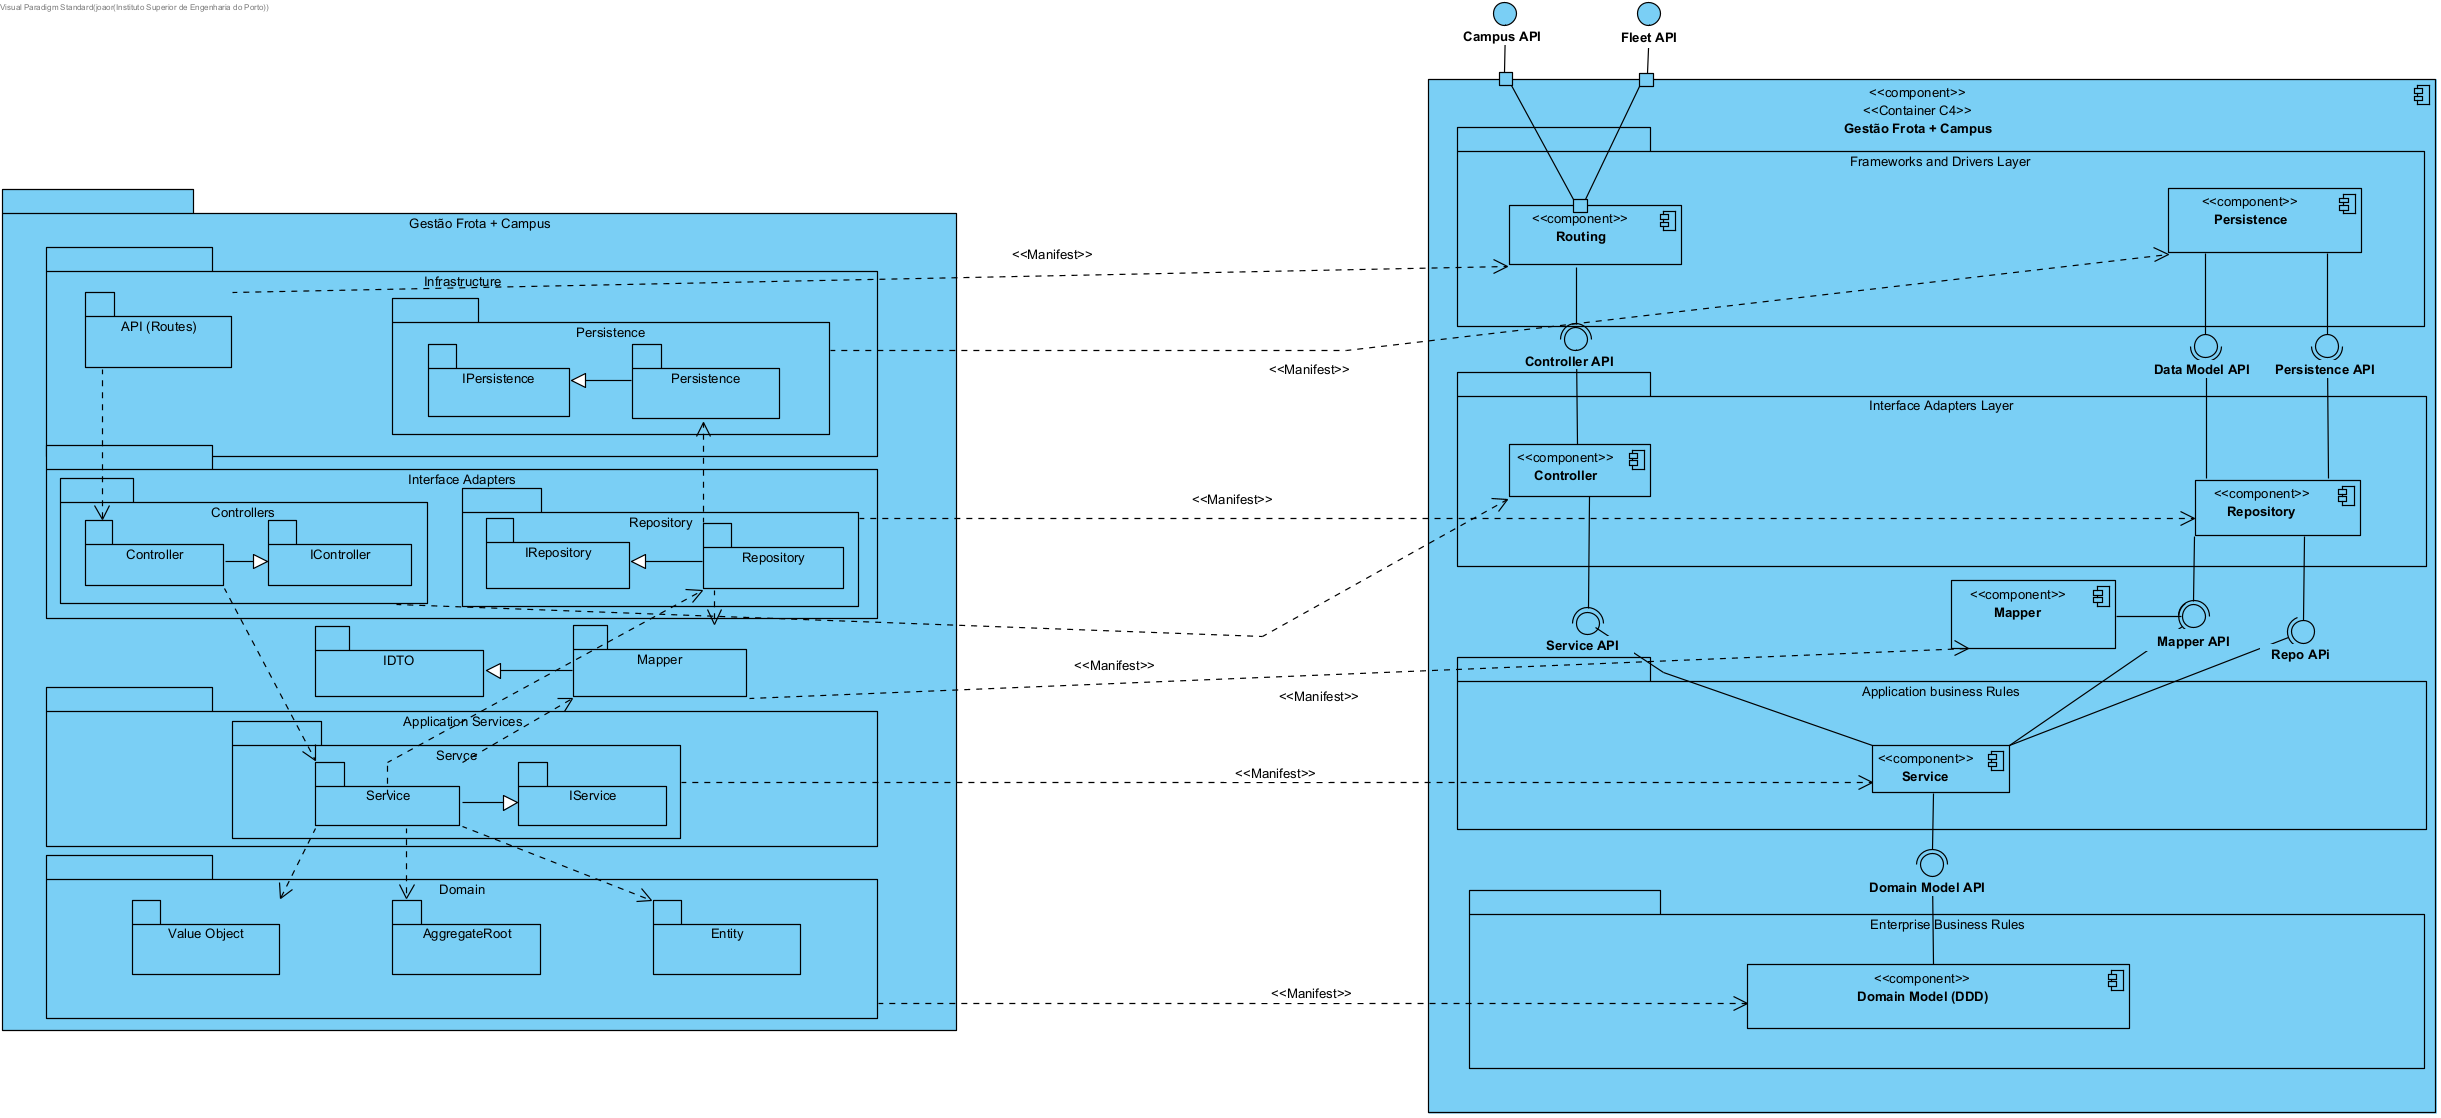 Visual Paradigm Standard(joaor(Instituto Superior de Engenharia do Porto))
Campus API
Fleet API
<<component>>
<<Container C4>>
Gestão Frota + Campus
Frameworks and Drivers Layer
<<component>>
Routing
<<component>>
Persistence
Gestão Frota + Campus
Infrastructure
API (Routes)
Persistence
IPersistence
Persistence
<<Manifest>>
<<Manifest>>
Controller API
Data Model API
Persistence API
Interface Adapters Layer
<<component>>
Controller
<<component>>
Repository
Interface Adapters
Controllers
Controller
IController
Repository
IRepository
Repository
<<Manifest>>
<<component>>
Mapper
Service API
Mapper API
Repo APi
IDTO
Mapper
<<Manifest>>
<<Manifest>>
Application business Rules
Application Services
Servce
Service
IService
<<Manifest>>
<<component>>
Service
Domain Model API
Domain
Value Object
AggregateRoot
Entity
Enterprise Business Rules
<<component>>
Domain Model (DDD)
<<Manifest>>